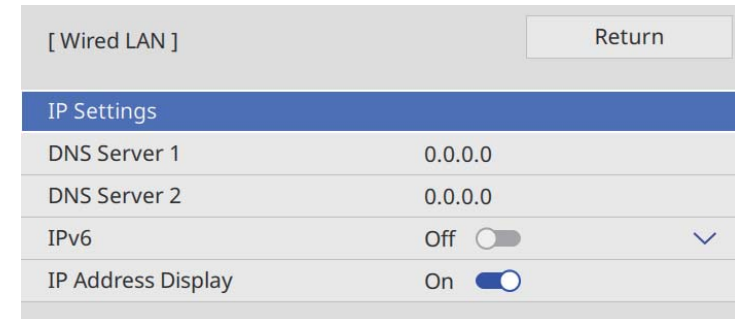 [ Wired LAN ]
Return
IP Settings
DNS Server 1 0.0.0.0
DNS Server 2 0.0.0.0
IPv6 Off
IP Address Display On